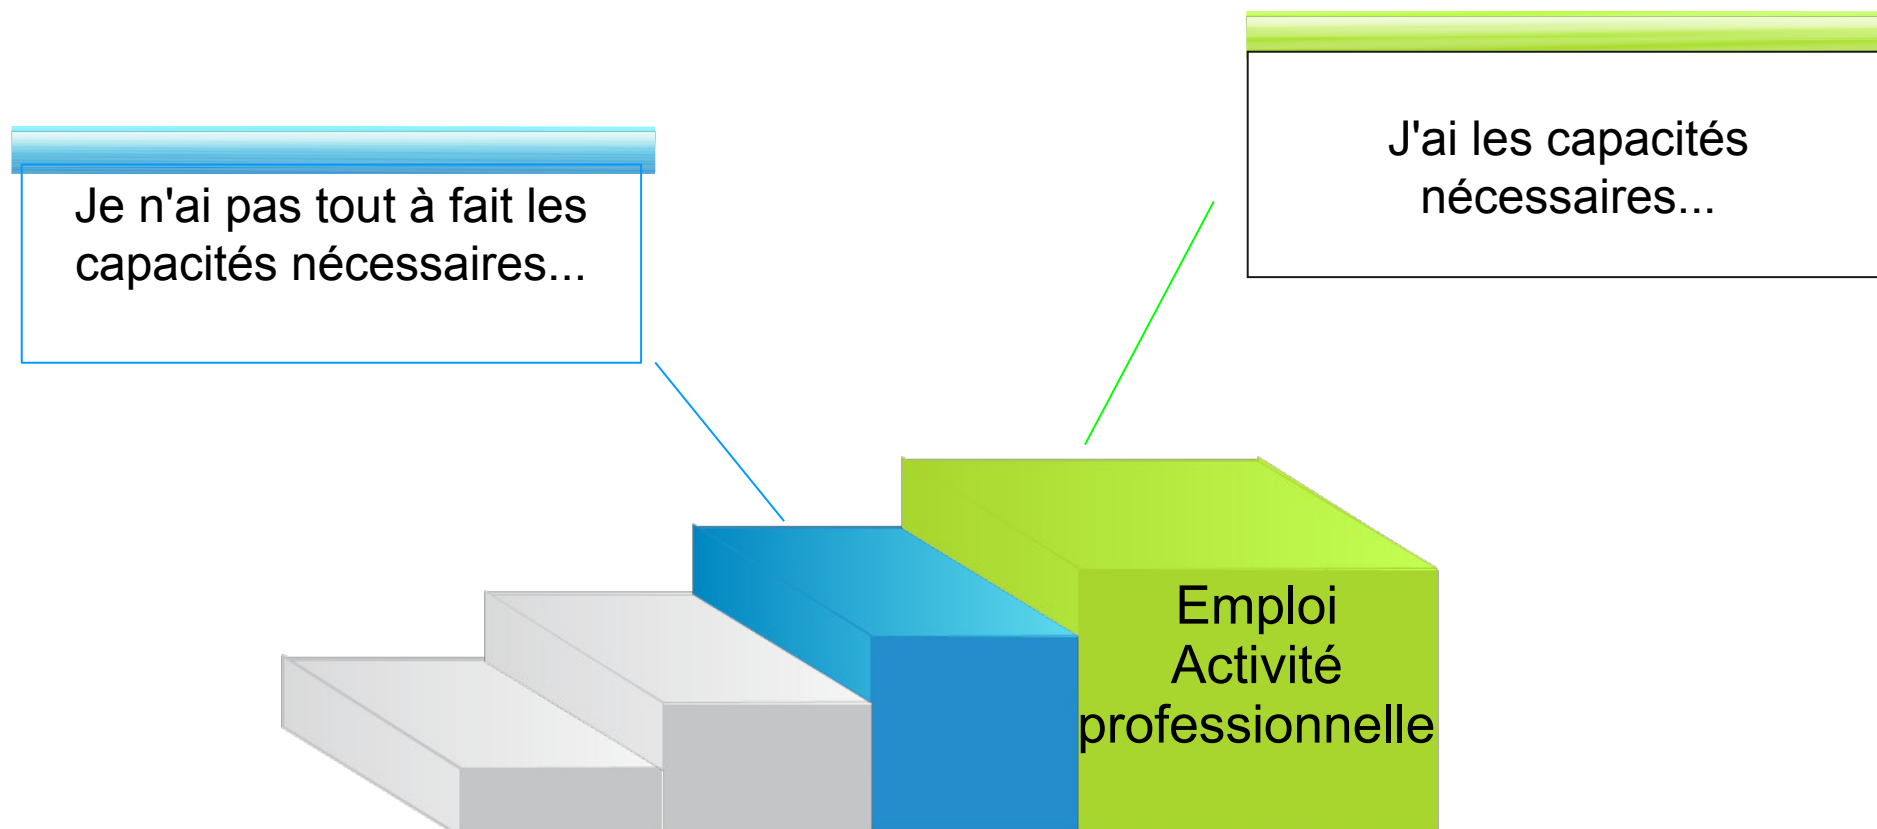 Je n'ai pas tout à fait les
capacités nécessaires...
J'ai les capacités
nécessaires...
Emploi
Activité
professionnelle